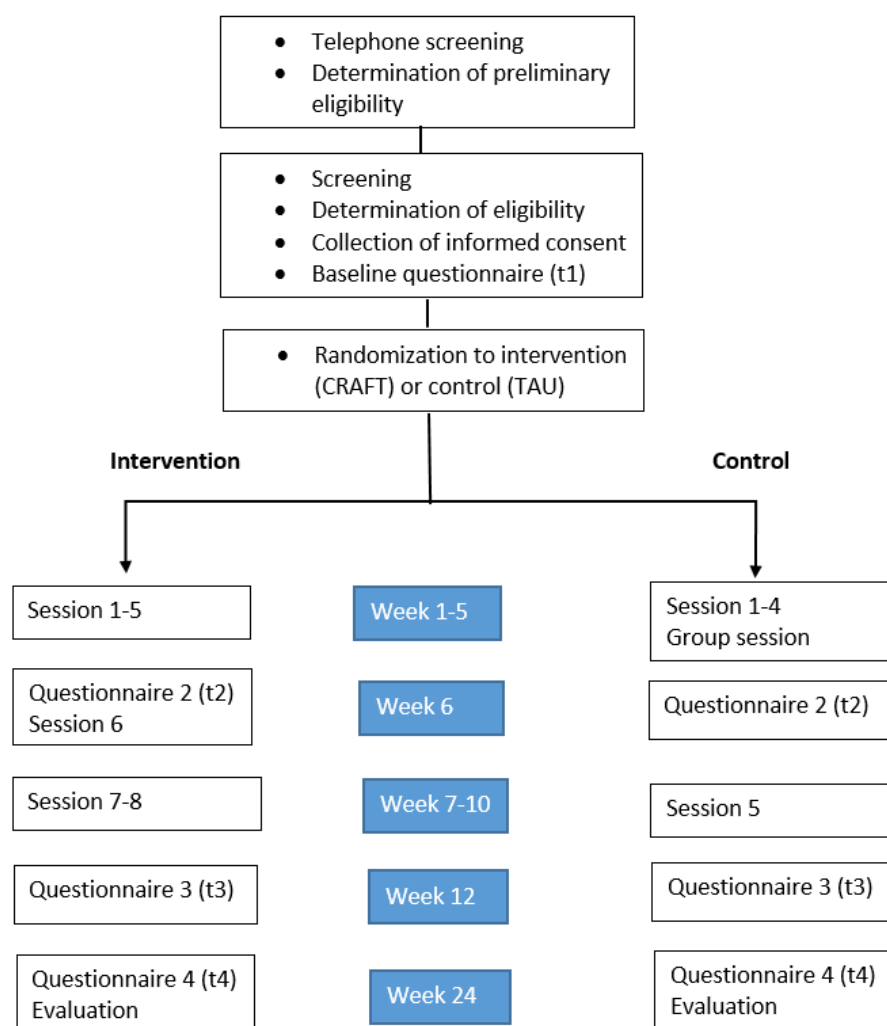 • Telephone screening
• Determination of preliminary
eligibility
• Screening
• Determination of eligibility
• Collection of informed consent
• Baseline questionnaire (t1)
• Randomization to intervention
(CRAFT) or control (TAU)
Intervention
Control
Session 1-5
Week 1-5
Session 1-4
Group session
Questionnaire 2 (t2)
Session 6
Week 6
Questionnaire 2 (t2)
Session 7-8
Week 7-10
Session 5
Questionnaire 3 (t3)
Week 12
Questionnaire 3 (t3)
Questionnaire 4 (t4)
Evaluation
Week 24
Questionnaire 4 (t4)
Evaluation